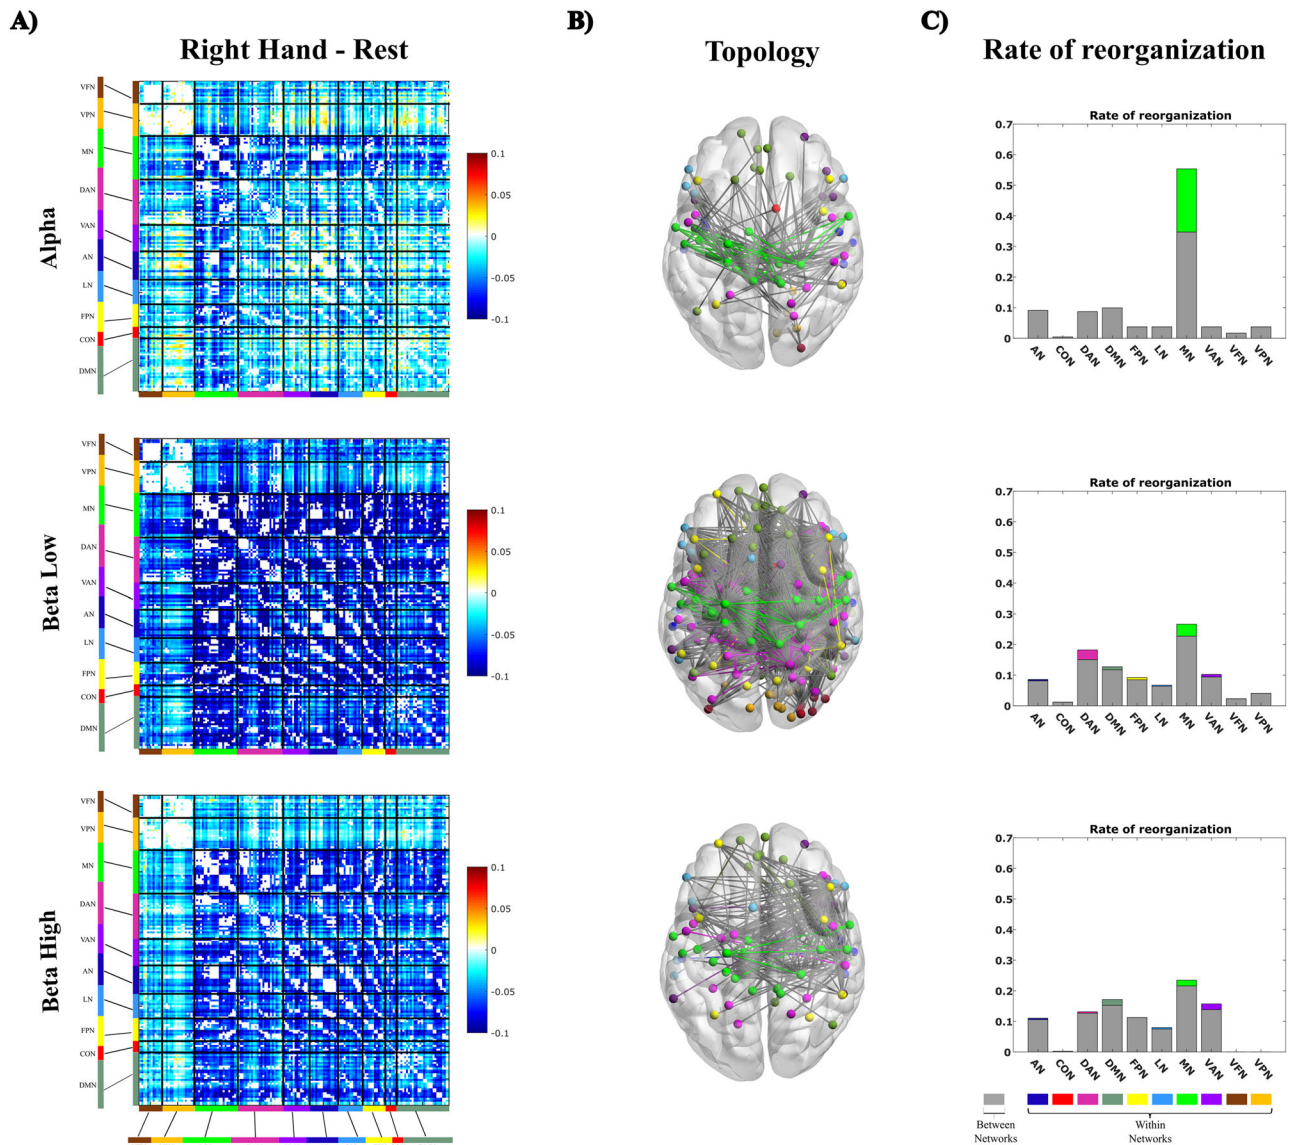 A)
B)
C)
Right Hand - Rest
Topology
Rate of reorganization
Alpha
VFN
VPN
MN
DAN
VAN
AN
LN
FPN
CON
DMN
0.1
0.05
0
-0.05
-0.1
Rate of reorganization
0.7
0.6
0.5
0.4
0.3
0.2
0.1
0
AN CON DAN DMN FPN LN MN VAN VFN VPN
Beta Low
VFN
VPN
MN
DAN
VAN
AN
LN
FPN
CON
DMN
0.1
0.05
0
-0.05
-0.1
Rate of reorganization
0.7
0.6
0.5
0.4
0.3
0.2
0.1
0
AN CON DAN DMN FPN LN MN VAN VFN VPN
Beta High
VFN
VPN
MN
DAN
VAN
AN
LN
FPN
CON
DMN
0.1
0.05
0
-0.05
-0.1
Rate of reorganization
0.7
0.6
0.5
0.4
0.3
0.2
0.1
0
AN CON DAN DMN FPN LN MN VAN VFN VPN
Between
Networks
Within
Networks